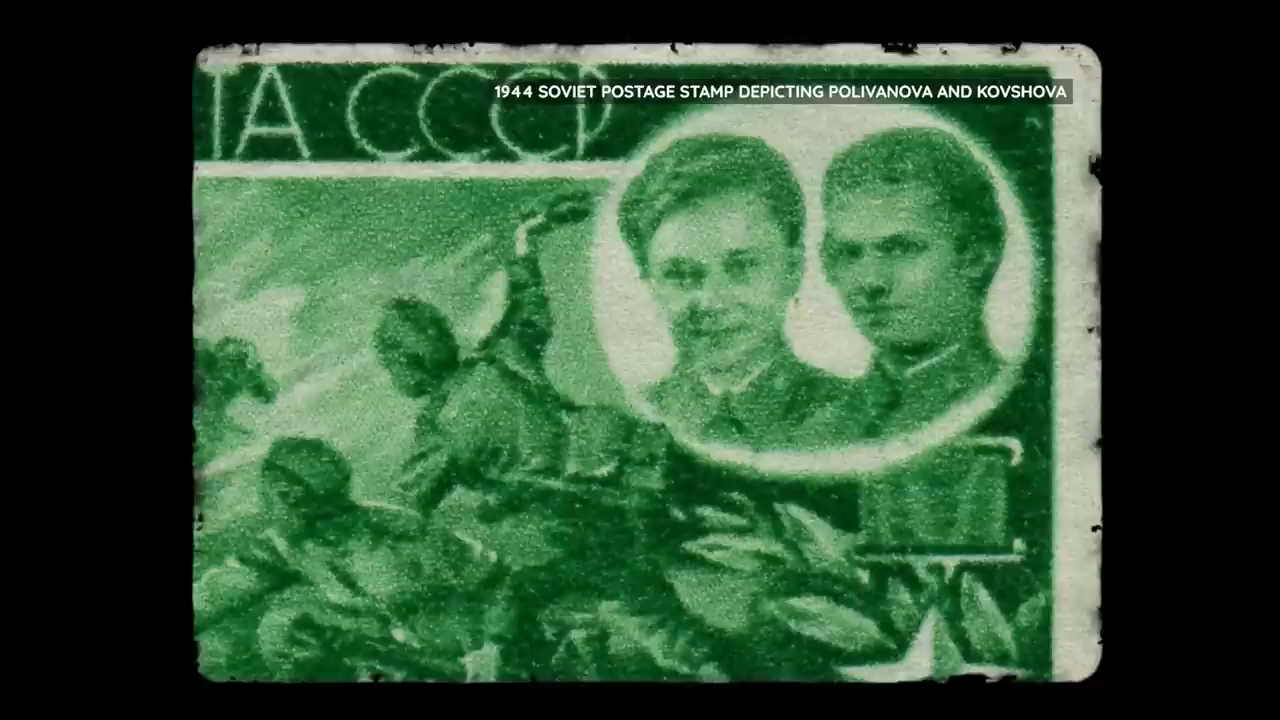 ТА СССР
1944 SOVIET POSTAGE STAMP DEPICTING POLIVANOVA AND KOVSHOVA